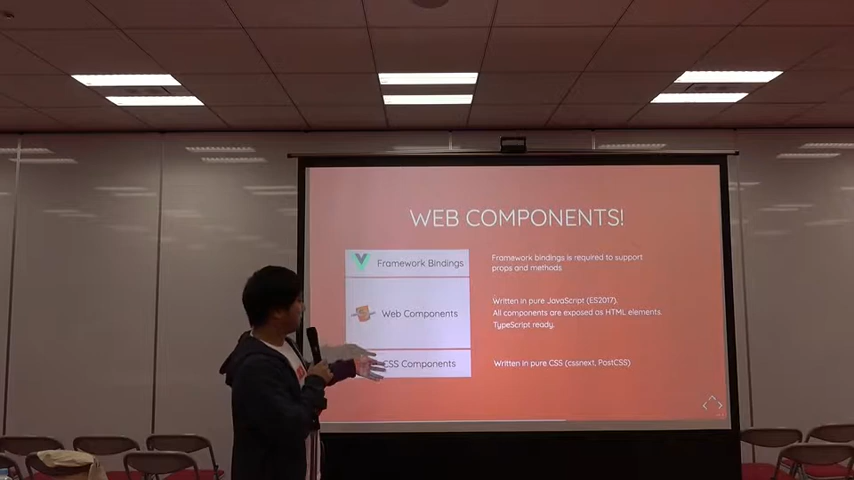 WEB COMPONENTS!
Framework Bindings
Framework bindings is required to support
props and methods
Web Components
Written in pure JavaScript (ES2017).
All components are exposed as HTML elements.
TypeScript ready.
CSS Components
Written in pure CSS (cssnext, PostCSS)